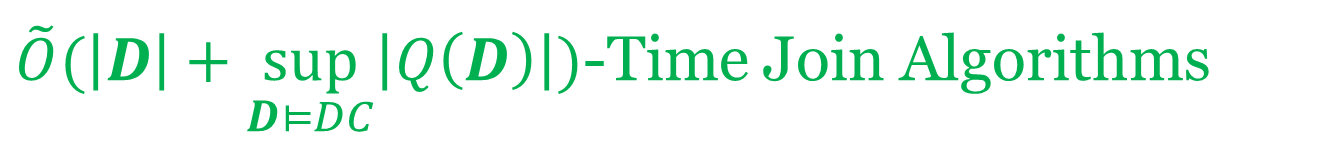 Õ(|D| + sup |Q(D)|)-Time Join Algorithms
D⊨DC